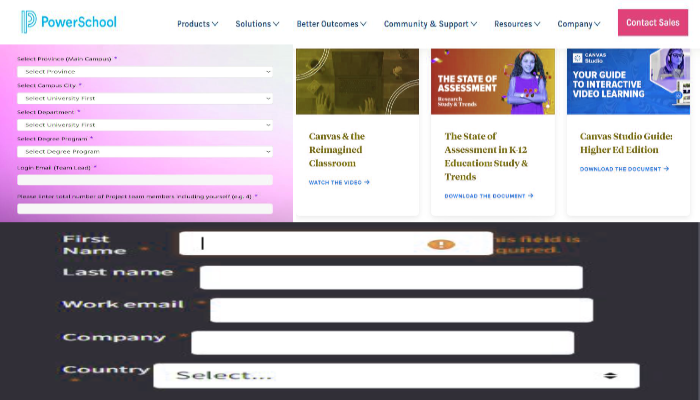 PowerSchool
Products
Solutions
Better Outcomes
Community & Support
Resources
Company
Contact Sales
Select Province (Main Campus) *
Select Province
Select Campus City *
Select University First
Select Department *
Select University First
Select Degree Program *
Select Degree Program
Login Email (Team Lead) *
Please enter total number of Project team members including yourself (e.g. 4) *
Canvas & the
Reimagined
Classroom
WATCH THE VIDEO →
THE STATE OF
ASSESSMENT
Research
Study & Trends
The State of
Assessment in K-12
Education: Study &
Trends
DOWNLOAD THE DOCUMENT →
CANVAS
Studio
YOUR GUIDE
TO INTERACTIVE
VIDEO LEARNING
Canvas Studio Guide:
Higher Ed Edition
DOWNLOAD THE DOCUMENT →
First
Name *
field is
Last name *
Work email *
Company *
Country
*
Select...